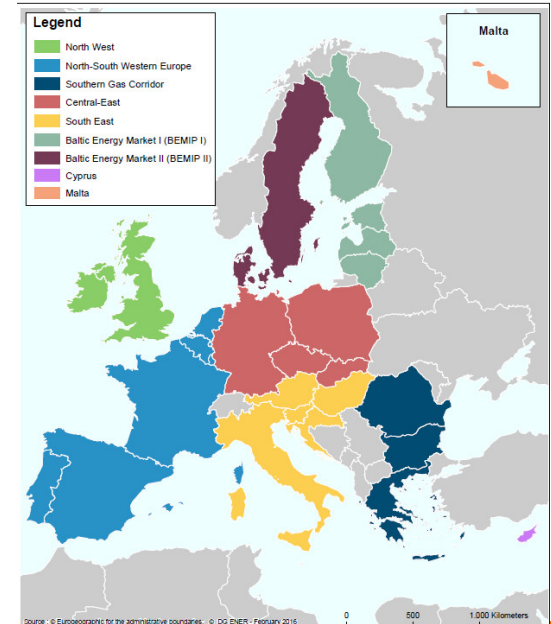 Legend
North West
North-South Western Europe
Southern Gas Corridor
Central-East
South East
Baltic Energy Market I (BEMIP I)
Baltic Energy Market II (BEMIP II)
Cyprus
Malta
Malta
0 500 1.000 Kilometers
Source : © Eurogeographic for the administrative boundaries; © DG ENER - February 2016